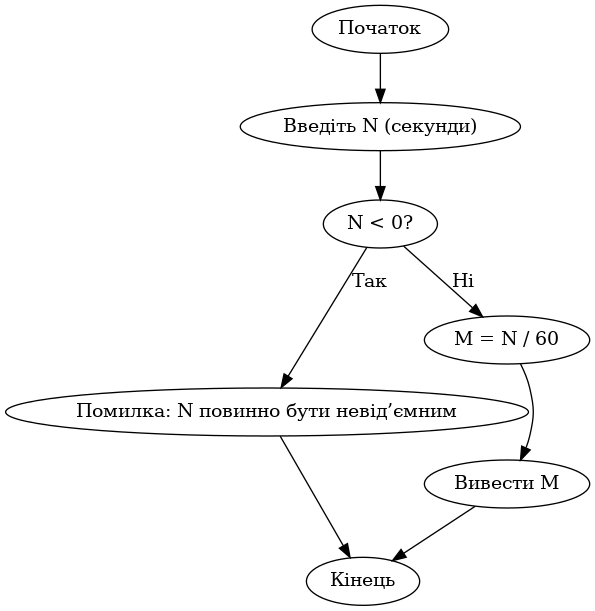 Початок
Введіть N (секунди)
N < 0?
Так
Ні
M = N / 60
Помилка: N повинно бути невід’ємним
Вивести M
Кінець